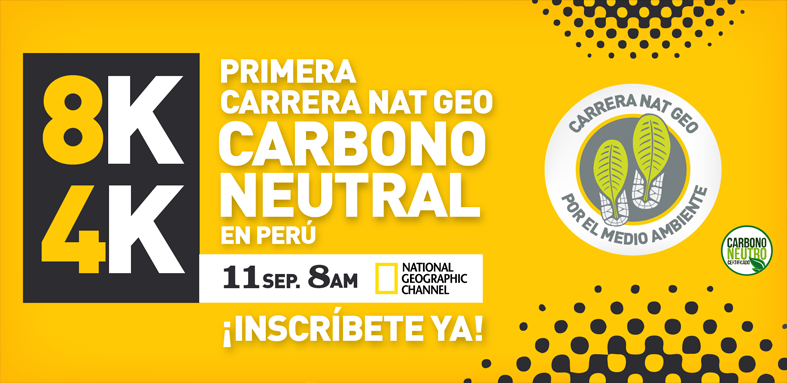 8K
4K
PRIMERA
CARRERA NAT GEO
CARBONO
NEUTRAL
EN PERÚ
11 SEP. 8AM
NATIONAL
GEOGRAPHIC
CHANNEL
¡INSCRÍBETE YA!
CARRERA NAT GEO
POR EL MEDIO AMBIENTE
CARBONO
NEUTRO
CERTIFICADO